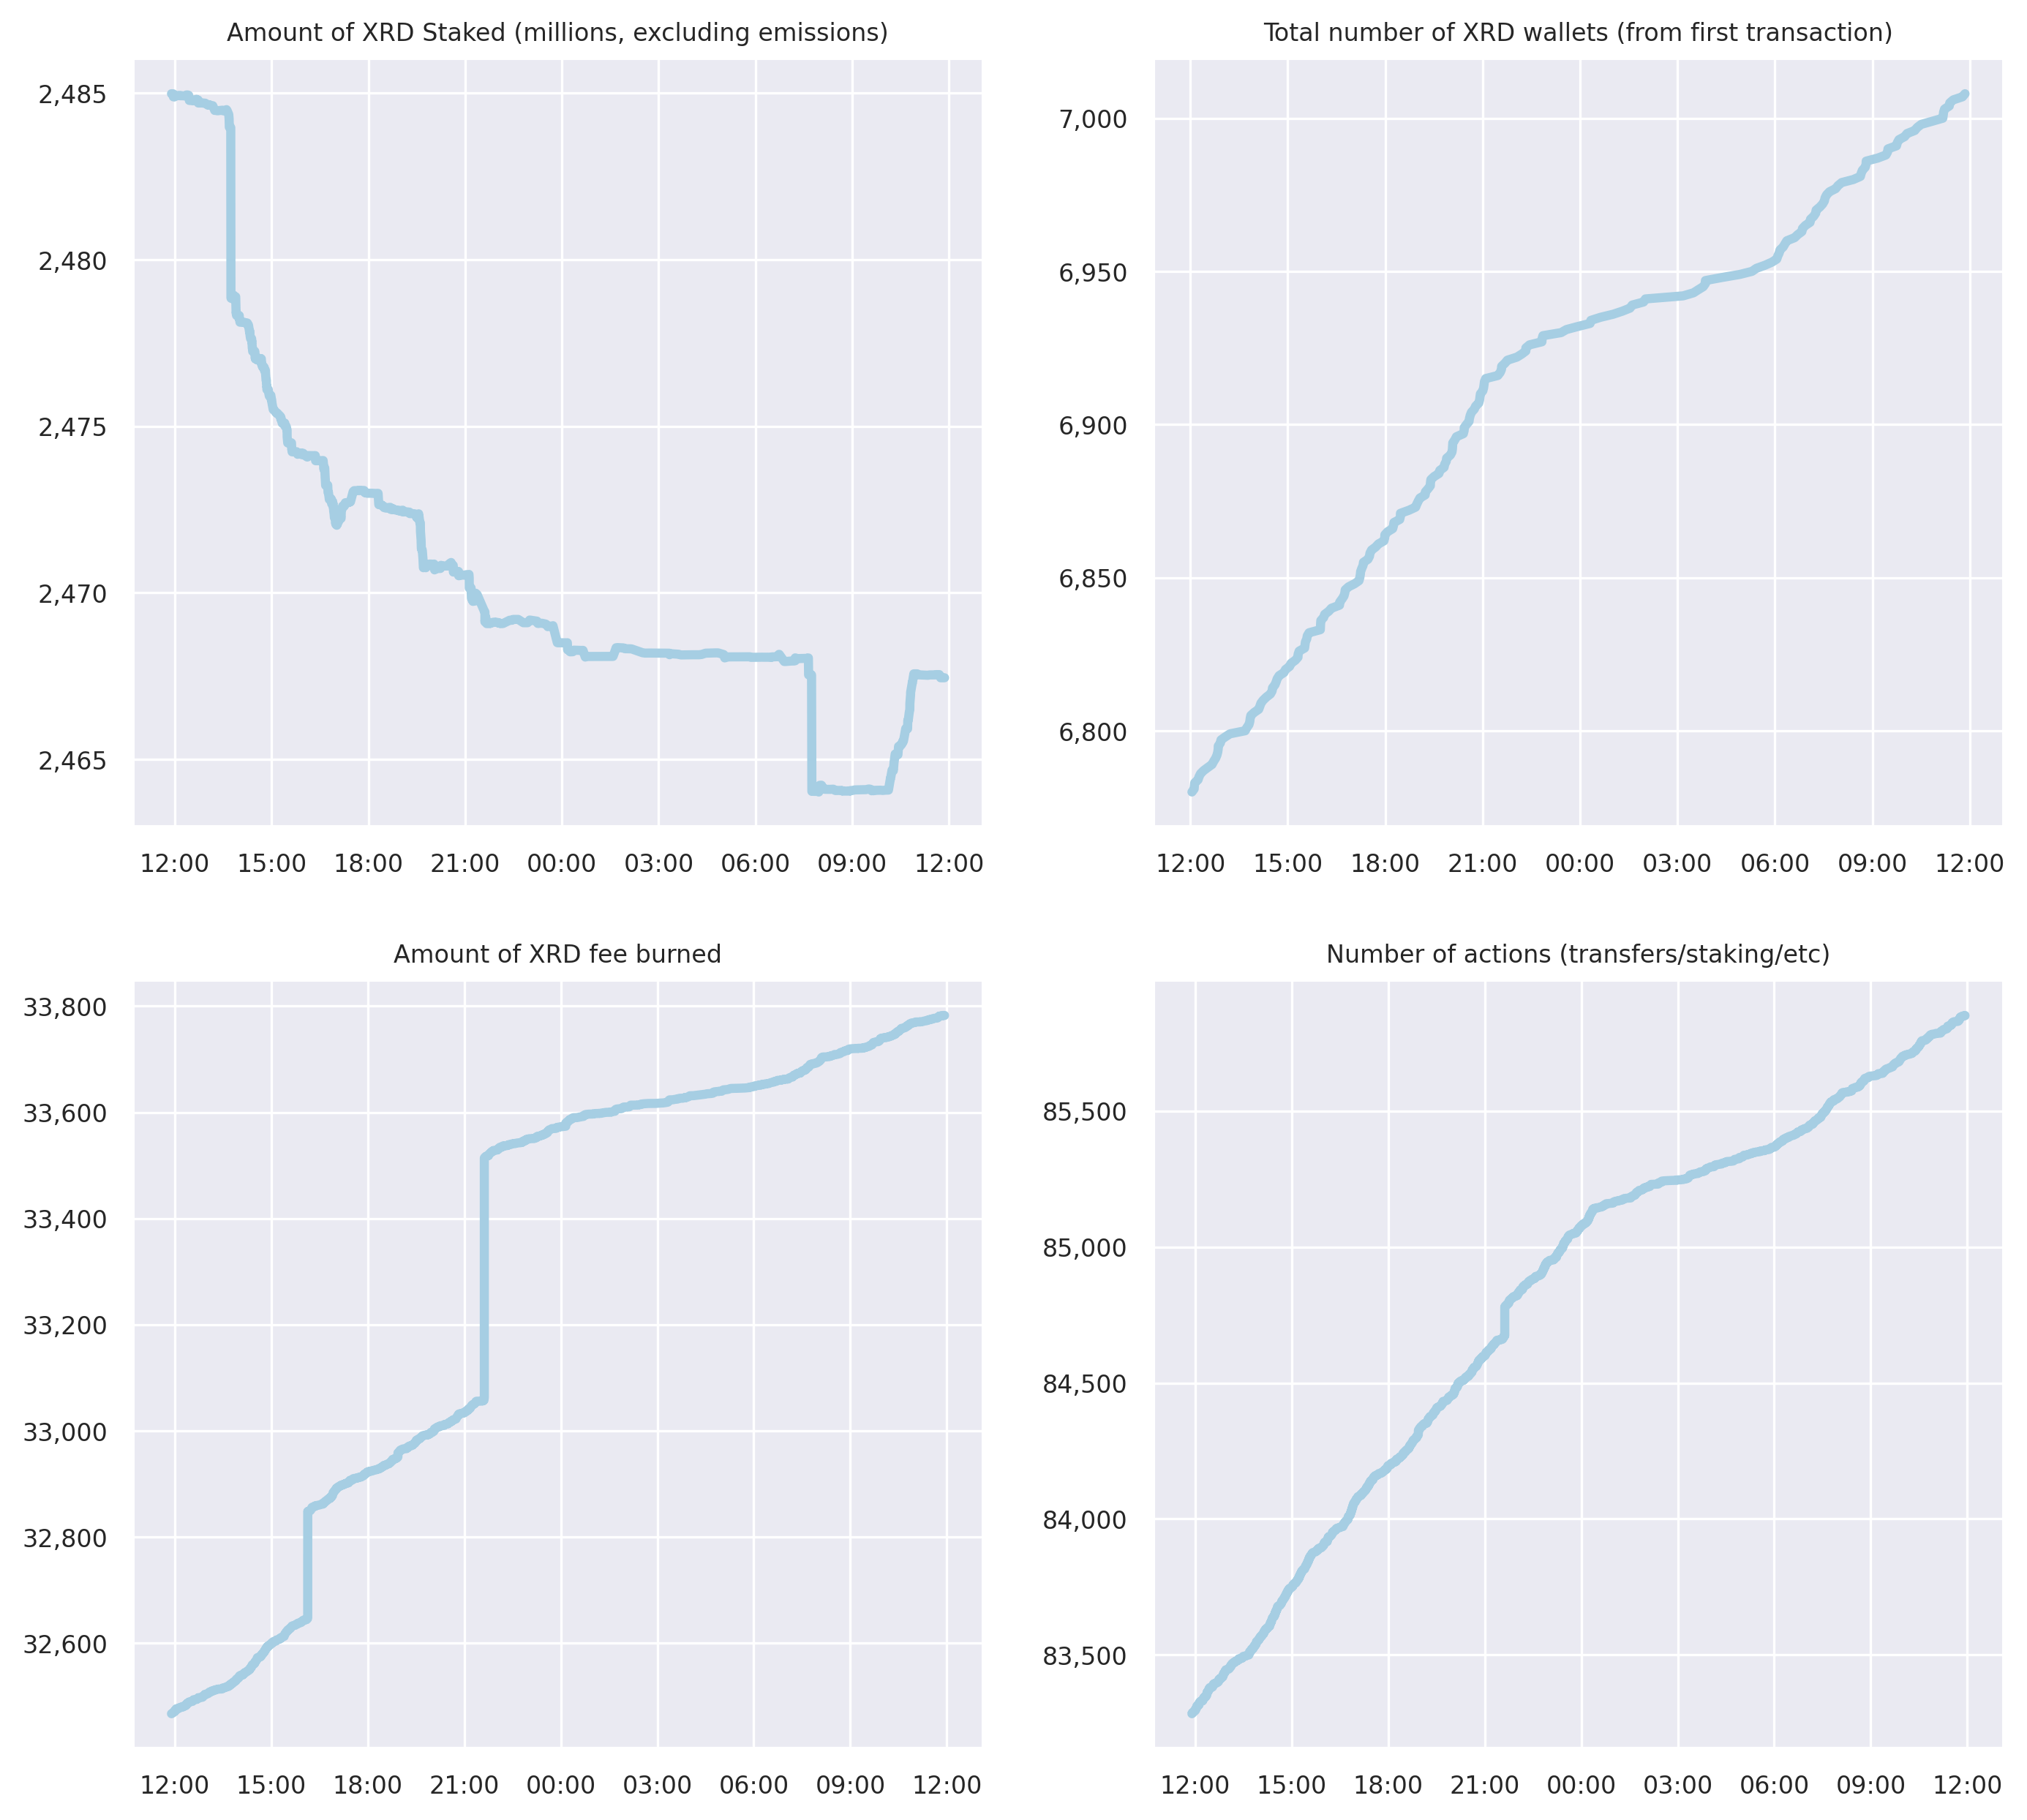 Amount of XRD Staked (millions, excluding emissions)
2,485
2,480
2,475
2,470
2,465
12:00 15:00 18:00 21:00 00:00 03:00 06:00 09:00 12:00
Total number of XRD wallets (from first transaction)
7,000
6,950
6,900
6,850
6,800
12:00 15:00 18:00 21:00 00:00 03:00 06:00 09:00 12:00
Amount of XRD fee burned
33,800
33,600
33,400
33,200
33,000
32,800
32,600
12:00 15:00 18:00 21:00 00:00 03:00 06:00 09:00 12:00
Number of actions (transfers/staking/etc)
85,500
85,000
84,500
84,000
83,500
12:00 15:00 18:00 21:00 00:00 03:00 06:00 09:00 12:00